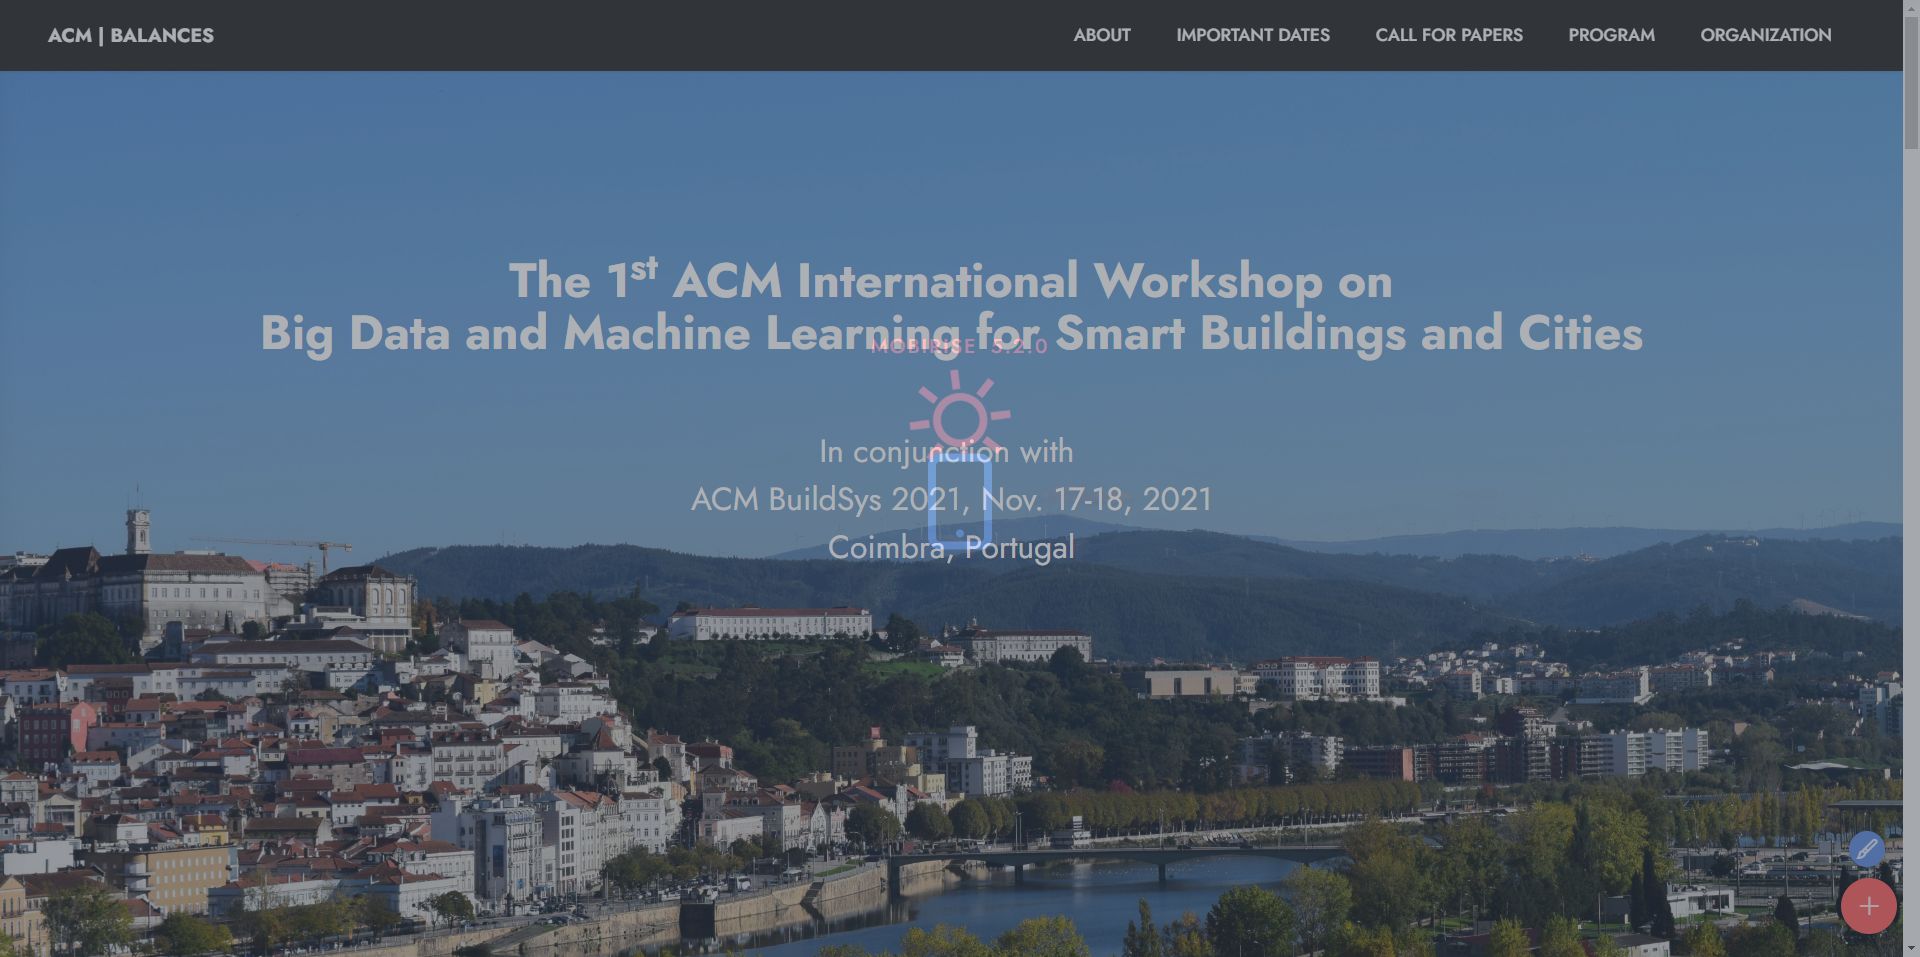 ACM | BALANCES
ABOUT IMPORTANT DATES CALL FOR PAPERS PROGRAM ORGANIZATION
The 1st ACM International Workshop on
Big Data and Machine Learning for Smart Buildings and Cities
MOBIRISE 5.2.0
In conjunction with
ACM BuildSys 2021, Nov. 17-18, 2021
Coimbra, Portugal